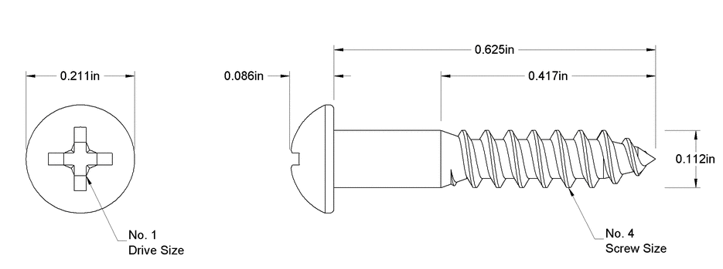 0.625in
0.211in
0.086in
0.417in
0.112in
No. 1
Drive Size
No. 4
Screw Size